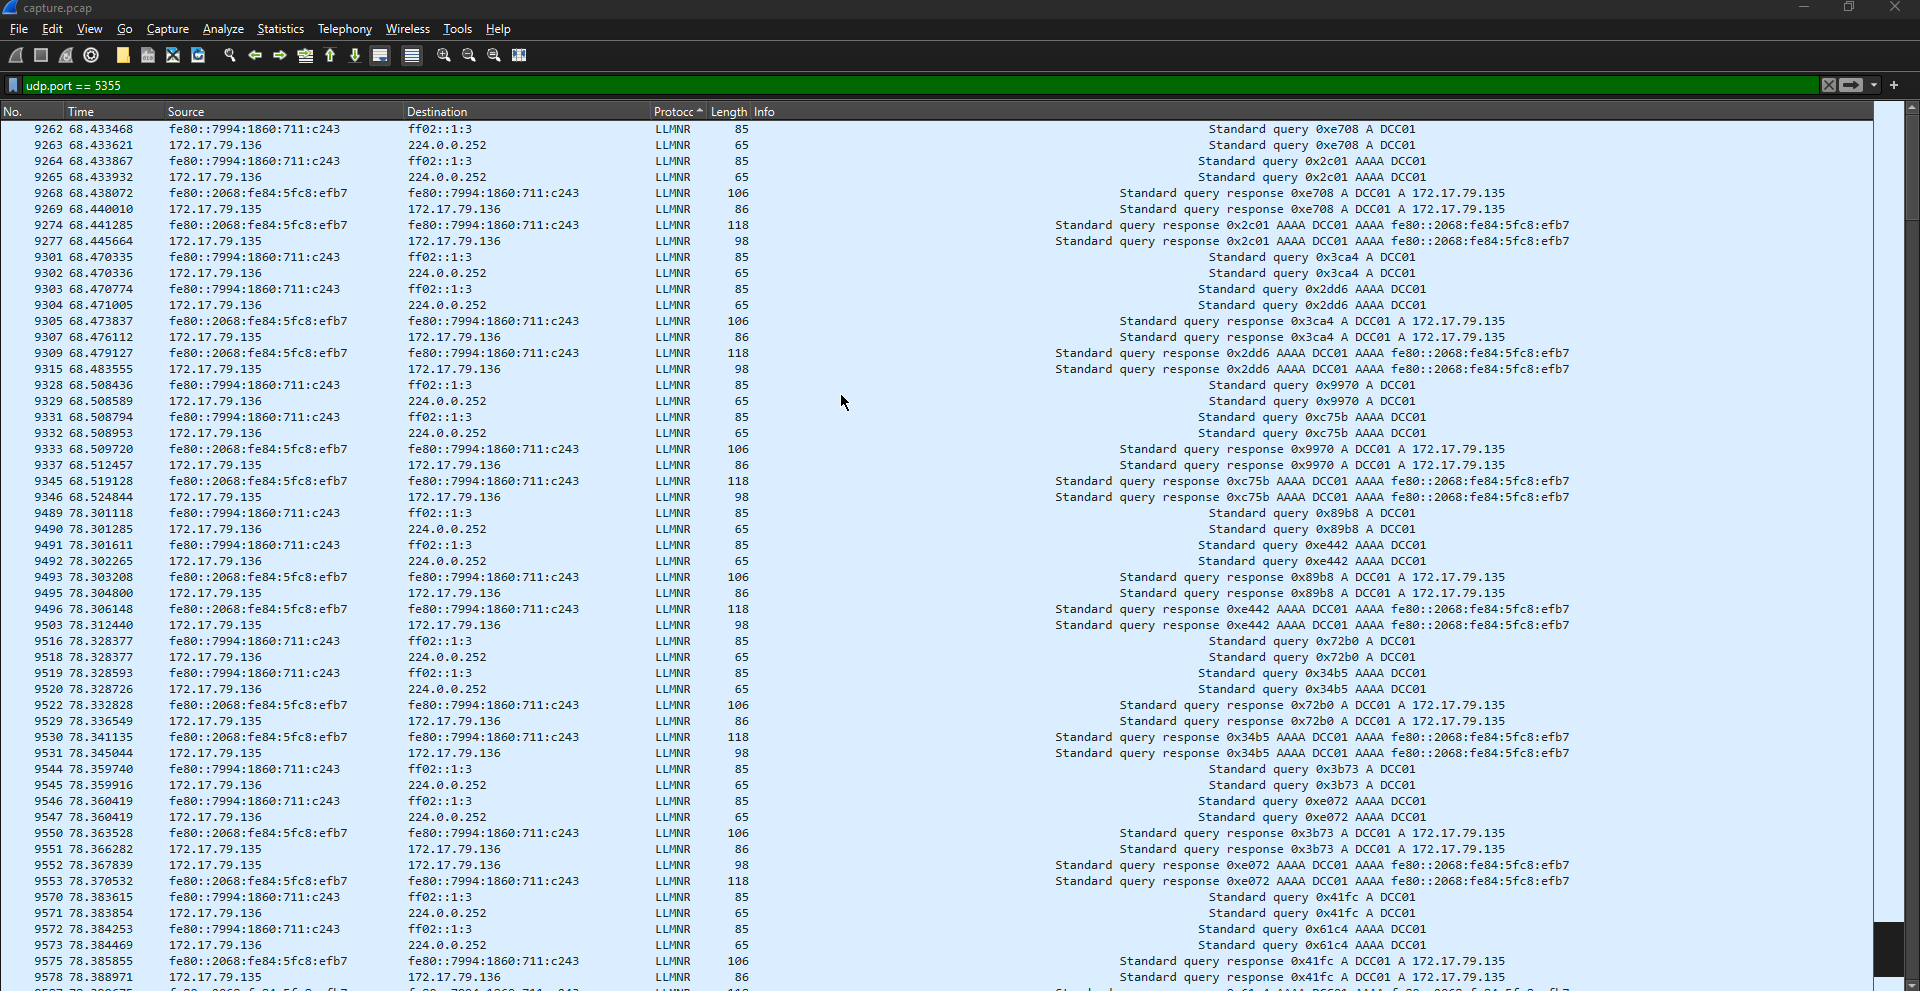 capture.pcap
File Edit View Go Capture Analyze Statistics Telephony Wireless Tools Help
udp.port == 5355
No. Time Source Destination Protocc Length Info
9262 68.433468 fe80::7994:1860:711:c243 ff02::1:3 LLMNR 85 Standard query 0xe708 A DCC01
9263 68.433621 172.17.79.136 224.0.0.252 LLMNR 65 Standard query 0xe708 A DCC01
9264 68.433867 fe80::7994:1860:711:c243 ff02::1:3 LLMNR 85 Standard query 0x2c01 AAAA DCC01
9265 68.433932 172.17.79.136 224.0.0.252 LLMNR 65 Standard query 0x2c01 AAAA DCC01
9268 68.438072 fe80::2068:fe84:5fc8:efb7 fe80::7994:1860:711:c243 LLMNR 106 Standard query response 0xe708 A DCC01 A 172.17.79.135
9269 68.440010 172.17.79.135 172.17.79.136 LLMNR 86 Standard query response 0xe708 A DCC01 A 172.17.79.135
9274 68.441285 fe80::2068:fe84:5fc8:efb7 fe80::7994:1860:711:c243 LLMNR 118 Standard query response 0x2c01 AAAA DCC01 AAAA fe80::2068:fe84:5fc8:efb7
9277 68.445664 172.17.79.135 172.17.79.136 LLMNR 98 Standard query response 0x2c01 AAAA DCC01 AAAA fe80::2068:fe84:5fc8:efb7
9301 68.470335 fe80::7994:1860:711:c243 ff02::1:3 LLMNR 85 Standard query 0x3ca4 A DCC01
9302 68.470336 172.17.79.136 224.0.0.252 LLMNR 65 Standard query 0x3ca4 A DCC01
9303 68.470774 fe80::7994:1860:711:c243 ff02::1:3 LLMNR 85 Standard query 0x2dd6 AAAA DCC01
9304 68.471005 172.17.79.136 224.0.0.252 LLMNR 65 Standard query 0x2dd6 AAAA DCC01
9305 68.473837 fe80::2068:fe84:5fc8:efb7 fe80::7994:1860:711:c243 LLMNR 106 Standard query response 0x3ca4 A DCC01 A 172.17.79.135
9307 68.476112 172.17.79.135 172.17.79.136 LLMNR 86 Standard query response 0x3ca4 A DCC01 A 172.17.79.135
9309 68.479127 fe80::2068:fe84:5fc8:efb7 fe80::7994:1860:711:c243 LLMNR 118 Standard query response 0x2dd6 AAAA DCC01 AAAA fe80::2068:fe84:5fc8:efb7
9315 68.483555 172.17.79.135 172.17.79.136 LLMNR 98 Standard query response 0x2dd6 AAAA DCC01 AAAA fe80::2068:fe84:5fc8:efb7
9328 68.508436 fe80::7994:1860:711:c243 ff02::1:3 LLMNR 85 Standard query 0x9970 A DCC01
9329 68.508589 172.17.79.136 224.0.0.252 LLMNR 65 Standard query 0x9970 A DCC01
9331 68.508794 fe80::7994:1860:711:c243 ff02::1:3 LLMNR 85 Standard query 0xc75b AAAA DCC01
9332 68.508953 172.17.79.136 224.0.0.252 LLMNR 65 Standard query 0xc75b AAAA DCC01
9333 68.509720 fe80::2068:fe84:5fc8:efb7 fe80::7994:1860:711:c243 LLMNR 106 Standard query response 0x9970 A DCC01 A 172.17.79.135
9337 68.512457 172.17.79.135 172.17.79.136 LLMNR 86 Standard query response 0x9970 A DCC01 A 172.17.79.135
9345 68.519128 fe80::2068:fe84:5fc8:efb7 fe80::7994:1860:711:c243 LLMNR 118 Standard query response 0xc75b AAAA DCC01 AAAA fe80::2068:fe84:5fc8:efb7
9346 68.524844 172.17.79.135 172.17.79.136 LLMNR 98 Standard query response 0xc75b AAAA DCC01 AAAA fe80::2068:fe84:5fc8:efb7
9489 78.301118 fe80::7994:1860:711:c243 ff02::1:3 LLMNR 85 Standard query 0x89b8 A DCC01
9490 78.301285 172.17.79.136 224.0.0.252 LLMNR 65 Standard query 0x89b8 A DCC01
9491 78.301611 fe80::7994:1860:711:c243 ff02::1:3 LLMNR 85 Standard query 0xe442 AAAA DCC01
9492 78.302265 172.17.79.136 224.0.0.252 LLMNR 65 Standard query 0xe442 AAAA DCC01
9493 78.303208 fe80::2068:fe84:5fc8:efb7 fe80::7994:1860:711:c243 LLMNR 106 Standard query response 0x89b8 A DCC01 A 172.17.79.135
9495 78.304800 172.17.79.135 172.17.79.136 LLMNR 86 Standard query response 0x89b8 A DCC01 A 172.17.79.135
9496 78.306148 fe80::2068:fe84:5fc8:efb7 fe80::7994:1860:711:c243 LLMNR 118 Standard query response 0xe442 AAAA DCC01 AAAA fe80::2068:fe84:5fc8:efb7
9503 78.312440 172.17.79.135 172.17.79.136 LLMNR 98 Standard query response 0xe442 AAAA DCC01 AAAA fe80::2068:fe84:5fc8:efb7
9516 78.328377 fe80::7994:1860:711:c243 ff02::1:3 LLMNR 85 Standard query 0x72b0 A DCC01
9518 78.328377 172.17.79.136 224.0.0.252 LLMNR 65 Standard query 0x72b0 A DCC01
9519 78.328593 fe80::7994:1860:711:c243 ff02::1:3 LLMNR 85 Standard query 0x34b5 AAAA DCC01
9520 78.328726 172.17.79.136 224.0.0.252 LLMNR 65 Standard query 0x34b5 AAAA DCC01
9522 78.332828 fe80::2068:fe84:5fc8:efb7 fe80::7994:1860:711:c243 LLMNR 106 Standard query response 0x72b0 A DCC01 A 172.17.79.135
9529 78.336549 172.17.79.135 172.17.79.136 LLMNR 86 Standard query response 0x72b0 A DCC01 A 172.17.79.135
9530 78.341135 fe80::2068:fe84:5fc8:efb7 fe80::7994:1860:711:c243 LLMNR 118 Standard query response 0x34b5 AAAA DCC01 AAAA fe80::2068:fe84:5fc8:efb7
9531 78.345044 172.17.79.135 172.17.79.136 LLMNR 98 Standard query response 0x34b5 AAAA DCC01 AAAA fe80::2068:fe84:5fc8:efb7
9544 78.359740 fe80::7994:1860:711:c243 ff02::1:3 LLMNR 85 Standard query 0x3b73 A DCC01
9545 78.359916 172.17.79.136 224.0.0.252 LLMNR 65 Standard query 0x3b73 A DCC01
9546 78.360419 fe80::7994:1860:711:c243 ff02::1:3 LLMNR 85 Standard query 0xe072 AAAA DCC01
9547 78.360419 172.17.79.136 224.0.0.252 LLMNR 65 Standard query 0xe072 AAAA DCC01
9550 78.363528 fe80::2068:fe84:5fc8:efb7 fe80::7994:1860:711:c243 LLMNR 106 Standard query response 0x3b73 A DCC01 A 172.17.79.135
9551 78.366282 172.17.79.135 172.17.79.136 LLMNR 86 Standard query response 0x3b73 A DCC01 A 172.17.79.135
9552 78.367839 172.17.79.135 172.17.79.136 LLMNR 98 Standard query response 0xe072 AAAA DCC01 AAAA fe80::2068:fe84:5fc8:efb7
9553 78.370532 fe80::2068:fe84:5fc8:efb7 fe80::7994:1860:711:c243 LLMNR 118 Standard query response 0xe072 AAAA DCC01 AAAA fe80::2068:fe84:5fc8:efb7
9570 78.383615 fe80::7994:1860:711:c243 ff02::1:3 LLMNR 85 Standard query 0x41fc A DCC01
9571 78.383854 172.17.79.136 224.0.0.252 LLMNR 65 Standard query 0x41fc A DCC01
9572 78.384253 fe80::7994:1860:711:c243 ff02::1:3 LLMNR 85 Standard query 0x61c4 AAAA DCC01
9573 78.384469 172.17.79.136 224.0.0.252 LLMNR 65 Standard query 0x61c4 AAAA DCC01
9575 78.385855 fe80::2068:fe84:5fc8:efb7 fe80::7994:1860:711:c243 LLMNR 106 Standard query response 0x41fc A DCC01 A 172.17.79.135
9578 78.388971 172.17.79.135 172.17.79.136 LLMNR 86 Standard query response 0x41fc A DCC01 A 172.17.79.135